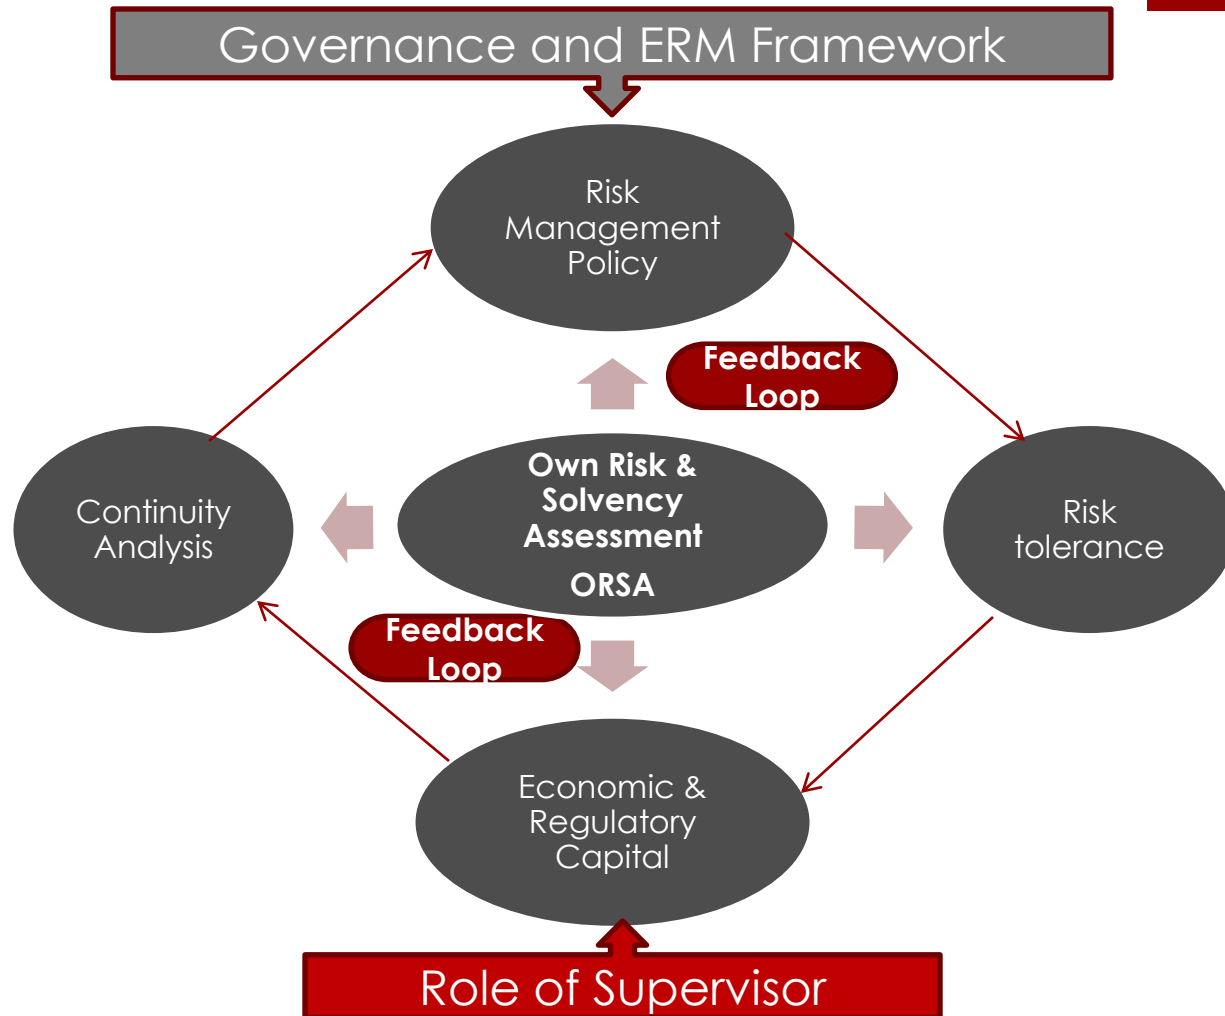 Governance and ERM Framework
Risk
Management
Policy
Feedback
Loop
Own Risk &
Solvency
Assessment
ORSA
Continuity
Analysis
Risk
tolerance
Feedback
Loop
Economic &
Regulatory
Capital
Role of Supervisor